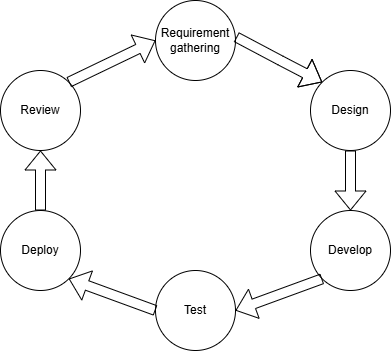 Requirement
gathering
Design
Develop
Test
Deploy
Review